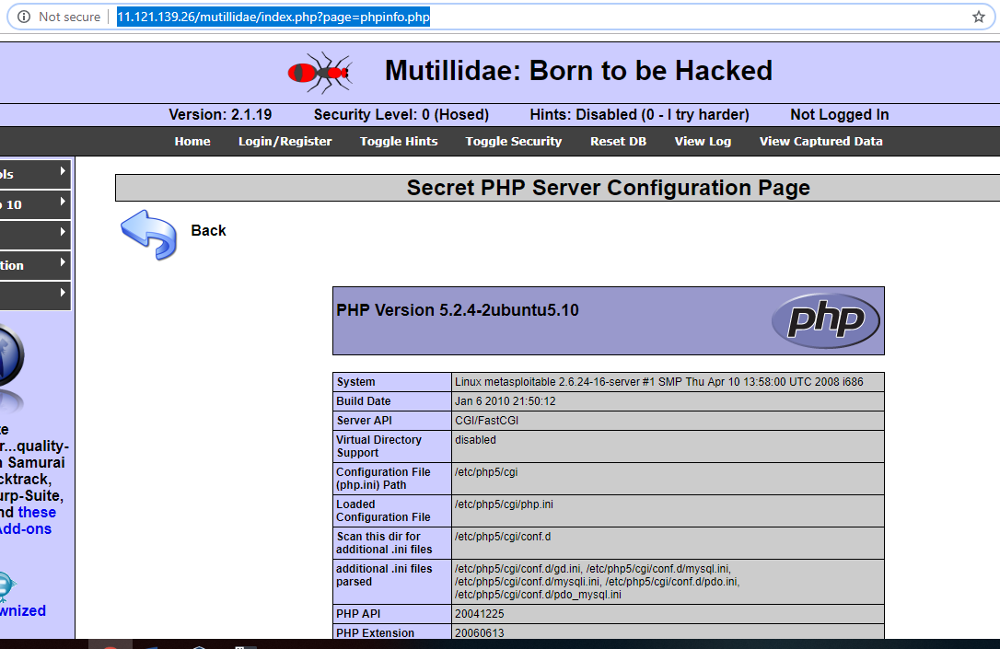 Not secure
11.121.139.26/mutillidae/index.php?page=phpinfo.php
Mutillidae: Born to be Hacked
Version: 2.1.19 Security Level: 0 (Hosed) Hints: Disabled (0 - I try harder) Not Logged In
Home Login/Register Toggle Hints Toggle Security Reset DB View Log View Captured Data
ols
10
tion
Secret PHP Server Configuration Page
Back
PHP Version 5.2.4-2ubuntu5.10
php
System Linux metasploitable 2.6.24-16-server #1 SMP Thu Apr 10 13:58:00 UTC 2008 i686
Build Date Jan 6 2010 21:50:12
Server API CGI/FastCGI
Virtual Directory Support disabled
Configuration File (php.ini) Path /etc/php5/cgi
Loaded Configuration File /etc/php5/cgi/php.ini
Scan this dir for additional .ini files /etc/php5/cgi/conf.d
additional .ini files parsed /etc/php5/cgi/conf.d/gd.ini, /etc/php5/cgi/conf.d/mysql.ini,
/etc/php5/cgi/conf.d/mysqli.ini, /etc/php5/cgi/conf.d/pdo.ini,
/etc/php5/cgi/conf.d/pdo_mysql.ini
PHP API 20041225
PHP Extension 20060613
te
r...quality-
Samurai
cktrack,
urp-Suite,
nd these
Add-ons
wnized